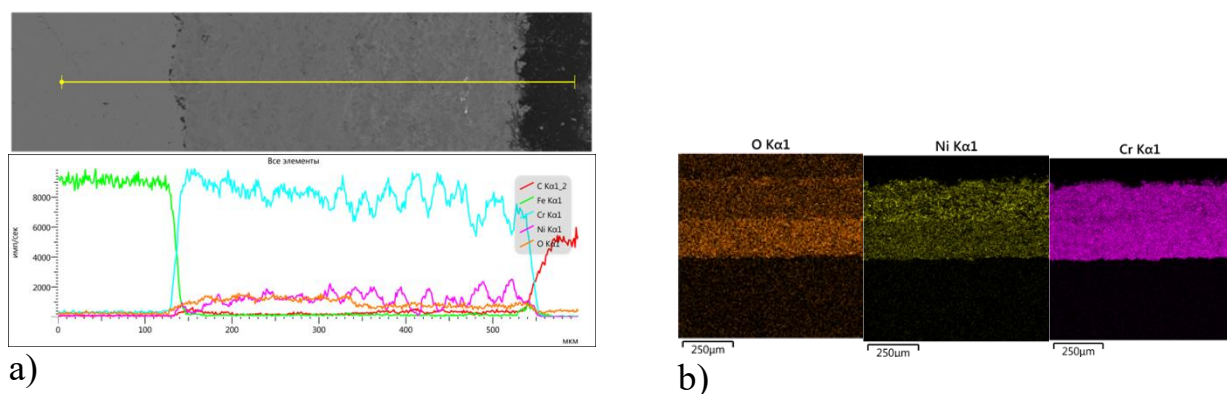 Все элементы
C Kα1_2
Fe Kα1
Cr Kα1
Ni Kα1
O Kα1
имп/сек
8000
6000
4000
2000
0 100 200 300 400 500
мкм
a)
O Kα1 Ni Kα1 Cr Kα1
250µm 250µm 250µm
b)